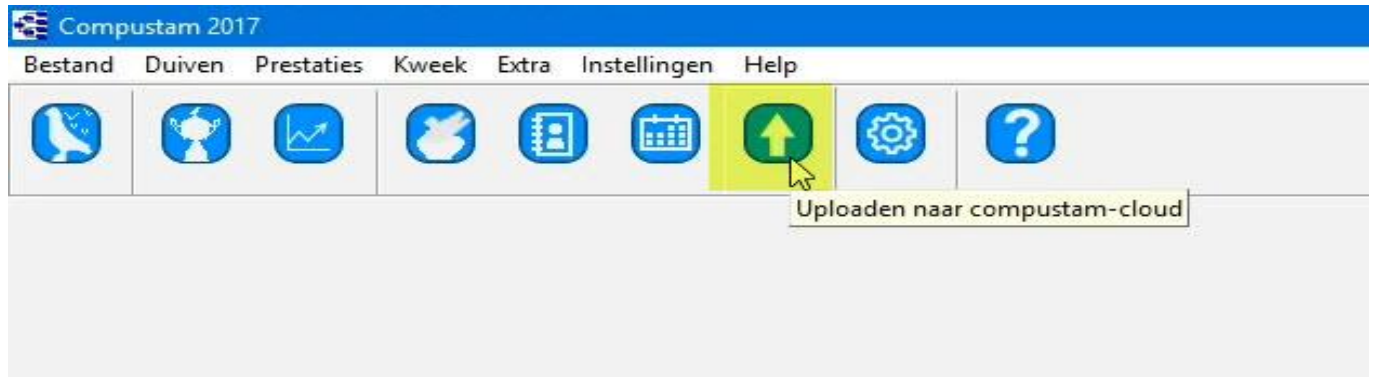 Compustam 2017
Bestand Duiven Prestaties Kweek Extra Instellingen Help
?
Uploaden naar compustam-cloud